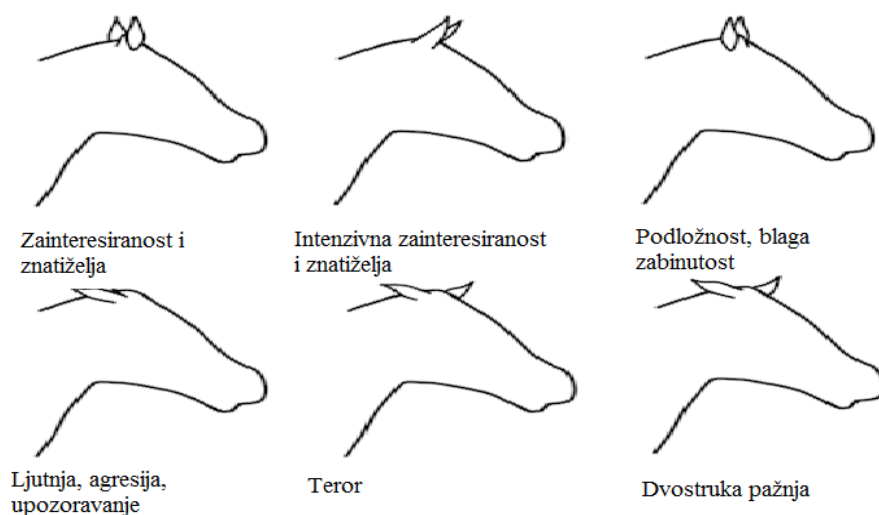 Zainteresiranost i
znatiželja
Intenzivna zainteresiranost
i znatiželja
Podložnost, blaga
zabinutost
Ljutnja, agresija,
upozoravanje
Teror
Dvostruka pažnja